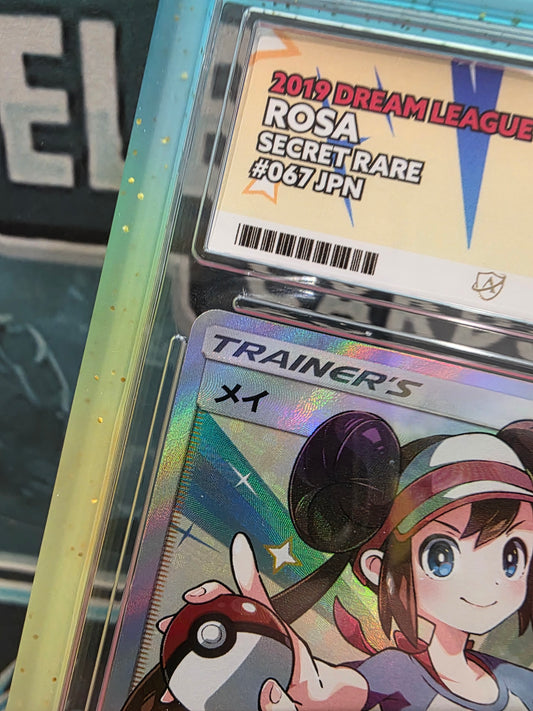 2019 DREAM LEAGUE
ROSA
SECRET RARE
#067 JPN
TRAINER'S
メイ